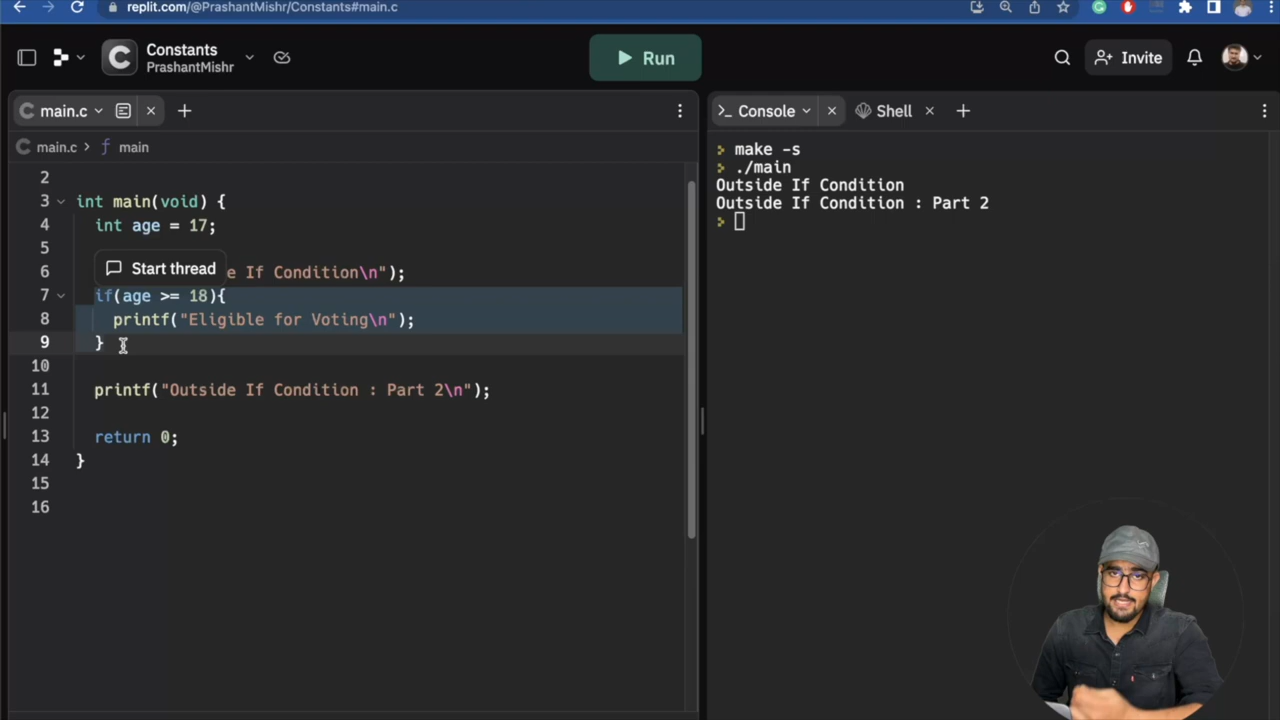 replit.com/@PrashantMishr/Constants#main.c
Constants
PrashantMishr
Run
Invite
main.c
main.c > f main
2
3 int main(void) {
4 int age = 17;
5
Start thread
6 e If Condition\n");
7 if(age >= 18){
8 printf("Eligible for Voting\n");
9 }
10
11 printf("Outside If Condition : Part 2\n");
12
13 return 0;
14 }
15
16
>_ Console
Shell
> make -s
> ./main
Outside If Condition
Outside If Condition : Part 2
>